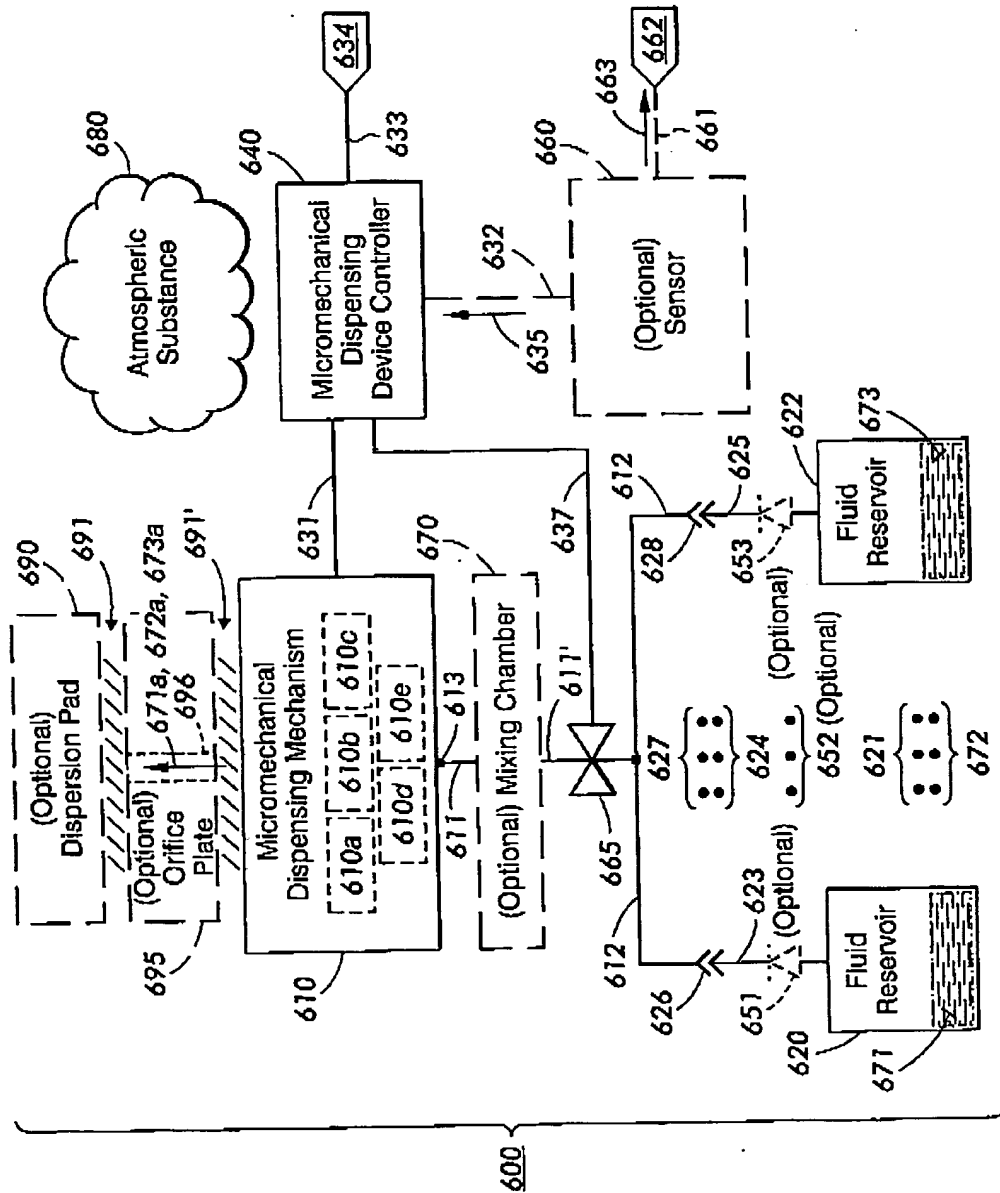 (Optional)
Dispersion Pad
690
691
(Optional)
Orifice
Plate
671a, 672a, 673a
696
691'
695
680
Atmospheric
Substance
610
Micromechanical
Dispensing Mechanism
610a
610b
610c
610d
610e
631
640
Micromechanical
Dispensing
Device Controller
633
634
613
611
670
(Optional) Mixing Chamber
611'
637
635
632
660
(Optional)
Sensor
663
661
662
665
612
612
626
623
651
(Optional)
627
624
652 (Optional)
621
672
628
625
653
(Optional)
620
Fluid
Reservoir
671
622
Fluid
Reservoir
673
600